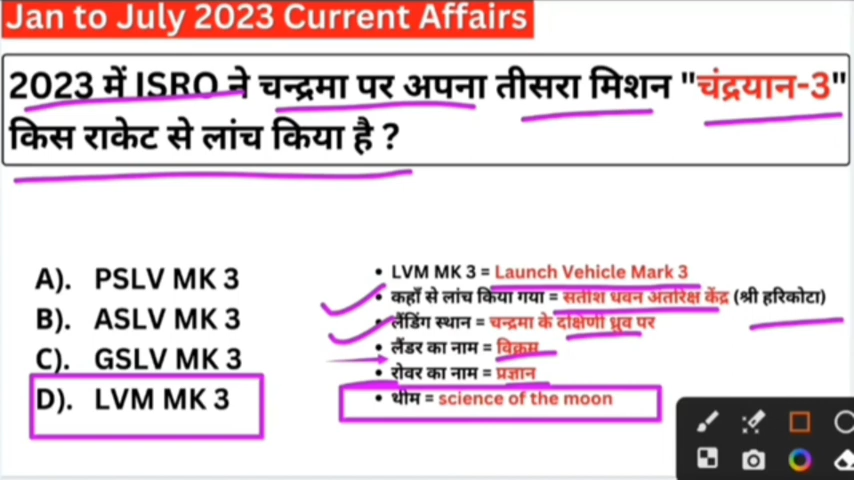 Jan to July 2023 Current Affairs
2023 में ISRO ने चन्द्रमा पर अपना तीसरा मिशन "चंद्रयान-3"
किस राकेट से लांच किया है ?
A). PSLV MK 3
B). ASLV MK 3
C). GSLV MK 3
D). LVM MK 3
• LVM MK 3 = Launch Vehicle Mark 3
• कहाँ से लांच किया गया = सतीश धवन अंतरिक्ष केंद्र (श्री हरिकोटा)
• लैंडिंग स्थान = चन्द्रमा के दक्षिणी ध्रुव पर
• लैंडर का नाम = विक्रम
• रोवर का नाम = प्रज्ञान
• थीम = science of the moon